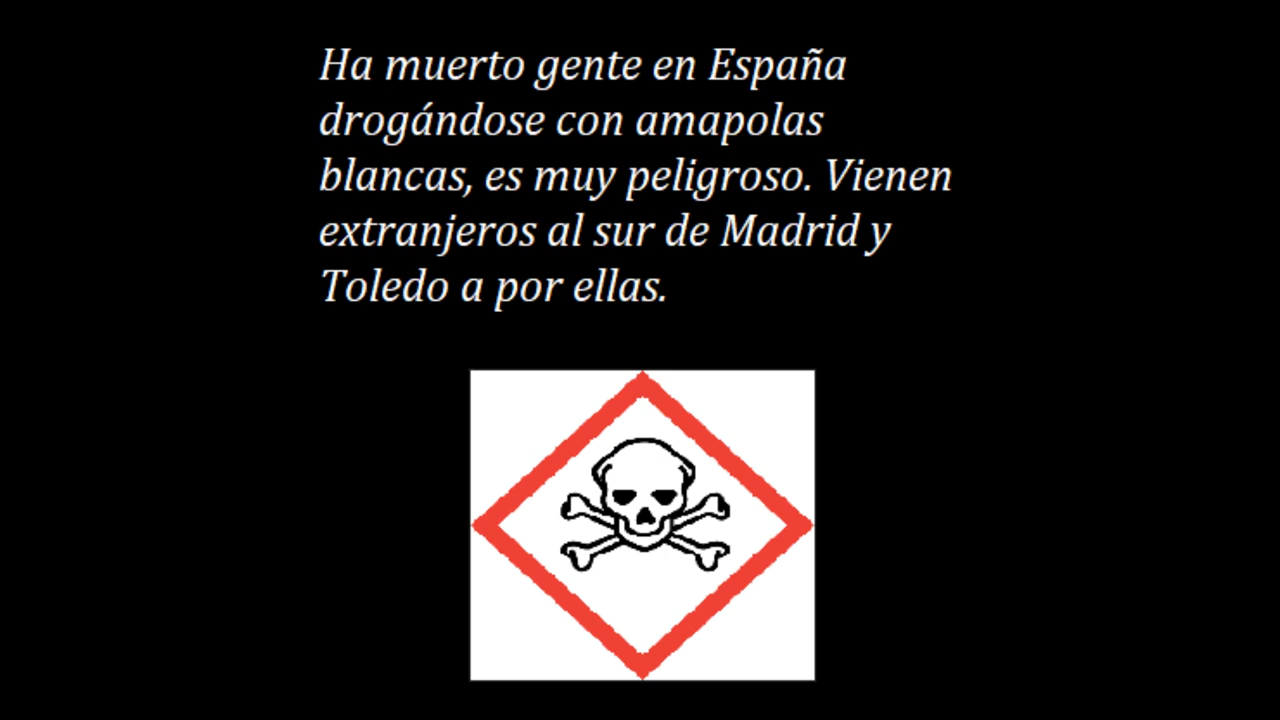 Ha muerto gente en España
drogándose con amapolas
blancas, es muy peligroso. Vienen
extranjeros al sur de Madrid y
Toledo a por ellas.